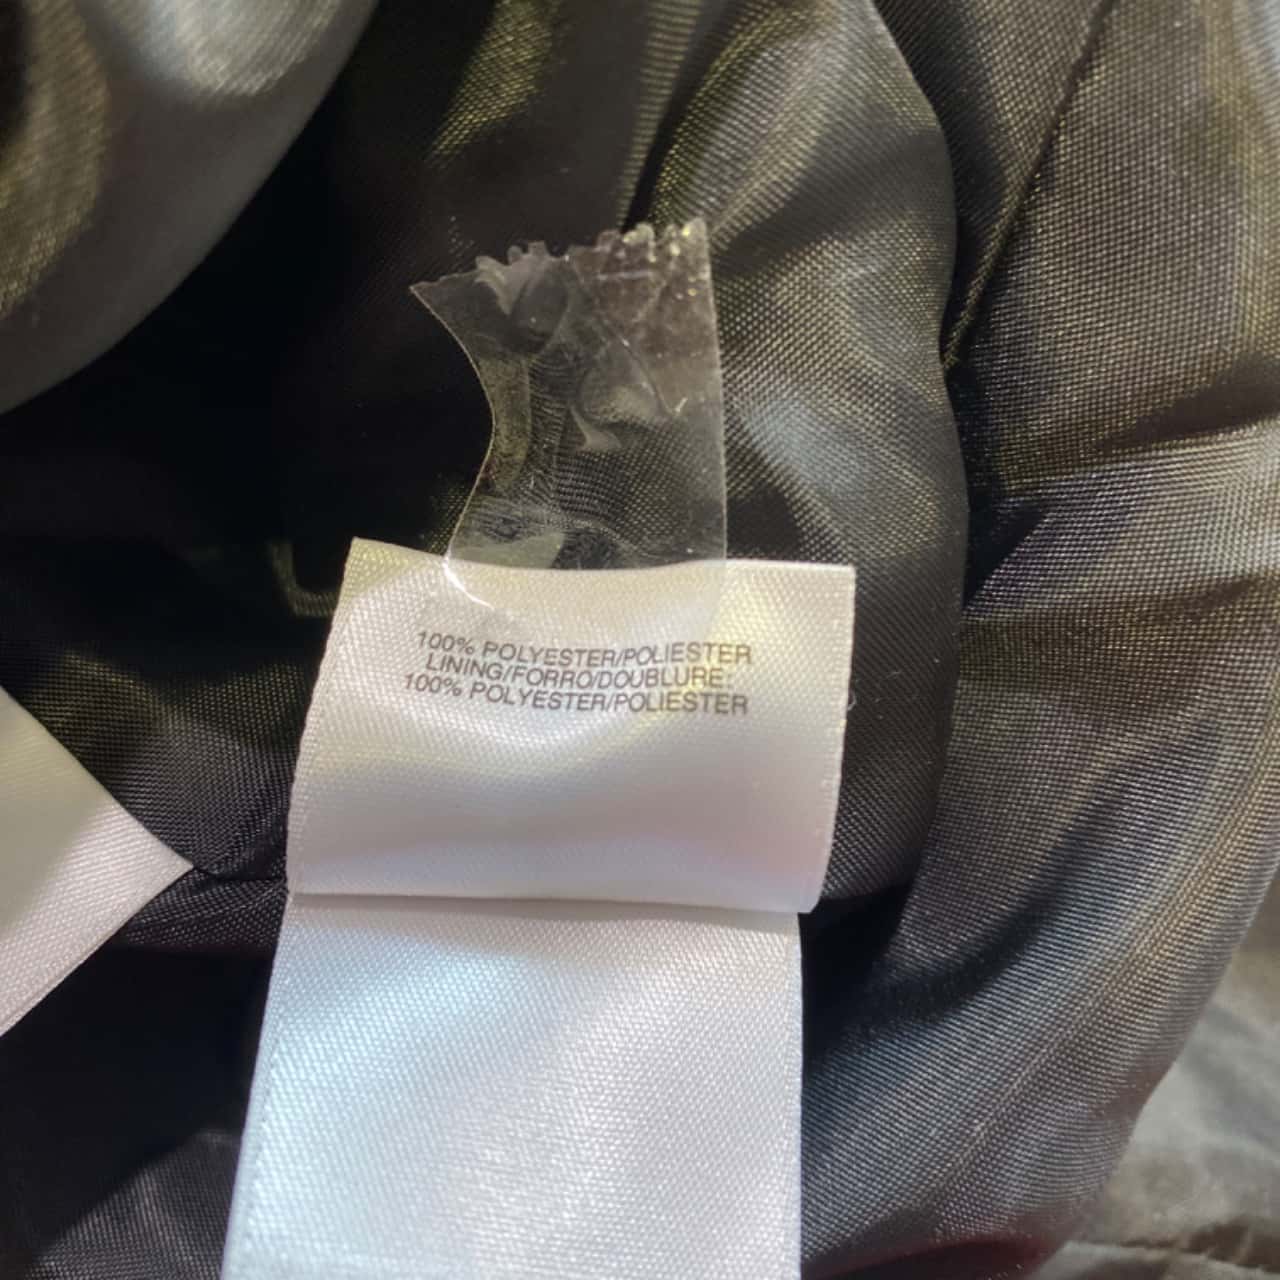 100% POLYESTER/POLIESTER
LINING/FORRO/DOUBLURE:
100% POLYESTER/POLIESTER